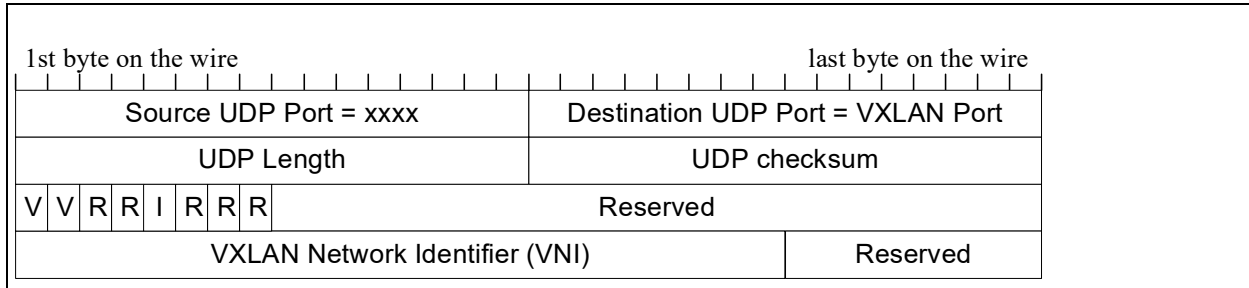 1st byte on the wire last byte on the wire
Source UDP Port = xxxx Destination UDP Port = VXLAN Port
UDP Length UDP checksum
V V R R I R R R Reserved
VXLAN Network Identifier (VNI) Reserved